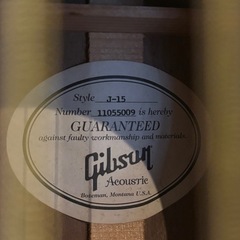 Style J-15
Number 11055009 is hereby
GUARANTEED
against faulty workmanship and materials.
Gibson
Acoustic
Bozeman, Montana U.S.A.